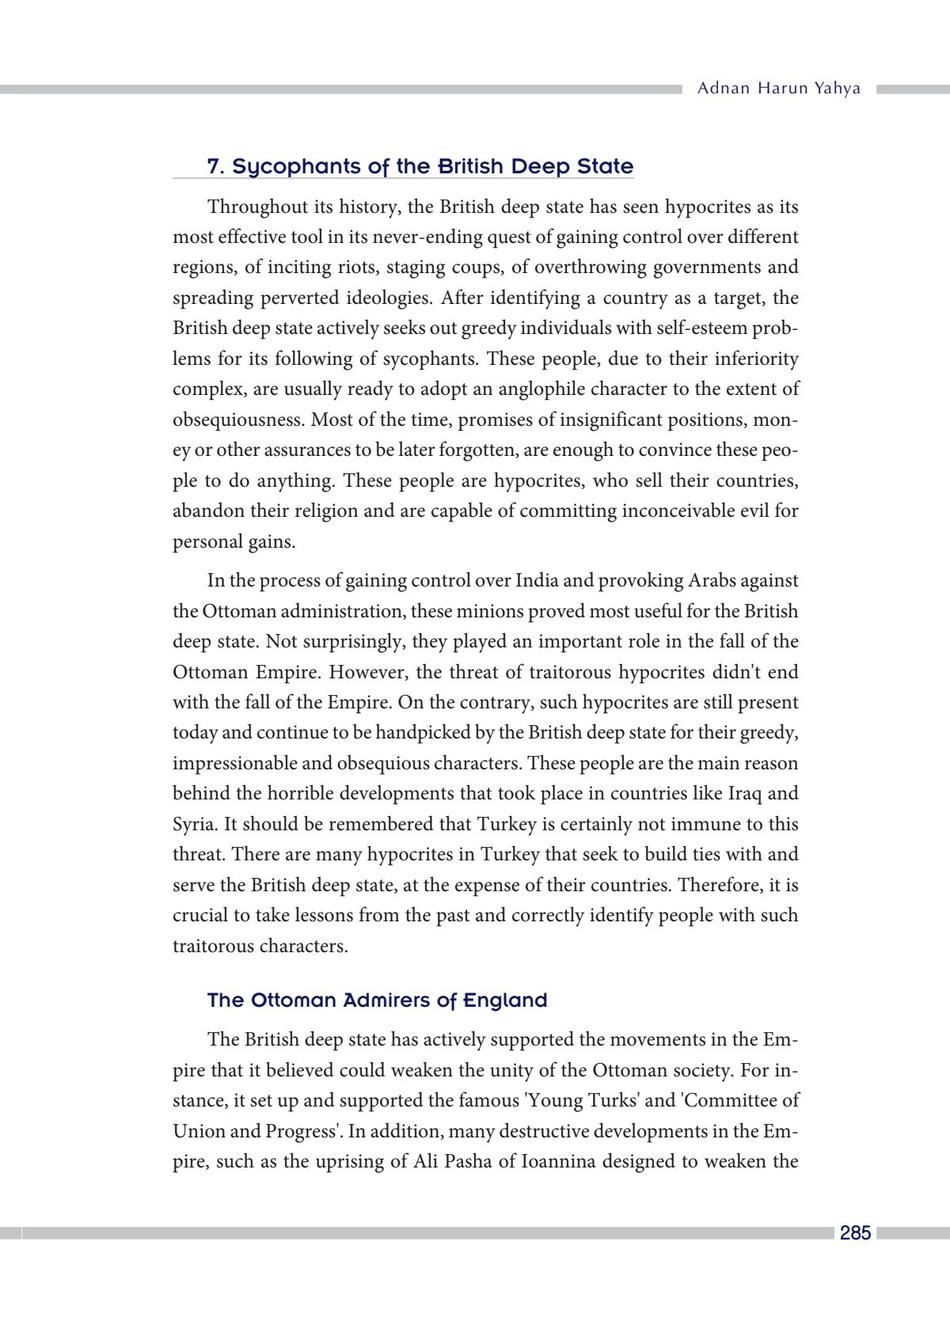 Adnan Harun Yahya
7. Sycophants of the British Deep State
Throughout its history, the British deep state has seen hypocrites as its
most effective tool in its never-ending quest of gaining control over different
regions, of inciting riots, staging coups, of overthrowing governments and
spreading perverted ideologies. After identifying a country as a target, the
British deep state actively seeks out greedy individuals with self-esteem prob-
lems for its following of sycophants. These people, due to their inferiority
complex, are usually ready to adopt an anglophile character to the extent of
obsequiousness. Most of the time, promises of insignificant positions, mon-
ey or other assurances to be later forgotten, are enough to convince these peo-
ple to do anything. These people are hypocrites, who sell their countries,
abandon their religion and are capable of committing inconceivable evil for
personal gains.
In the process of gaining control over India and provoking Arabs against
the Ottoman administration, these minions proved most useful for the British
deep state. Not surprisingly, they played an important role in the fall of the
Ottoman Empire. However, the threat of traitorous hypocrites didn't end
with the fall of the Empire. On the contrary, such hypocrites are still present
today and continue to be handpicked by the British deep state for their greedy,
impressionable and obsequious characters. These people are the main reason
behind the horrible developments that took place in countries like Iraq and
Syria. It should be remembered that Turkey is certainly not immune to this
threat. There are many hypocrites in Turkey that seek to build ties with and
serve the British deep state, at the expense of their countries. Therefore, it is
crucial to take lessons from the past and correctly identify people with such
traitorous characters.
The Ottoman Admirers of England
The British deep state has actively supported the movements in the Em-
pire that it believed could weaken the unity of the Ottoman society. For in-
stance, it set up and supported the famous 'Young Turks' and 'Committee of
Union and Progress'. In addition, many destructive developments in the Em-
pire, such as the uprising of Ali Pasha of Ioannina designed to weaken the
285